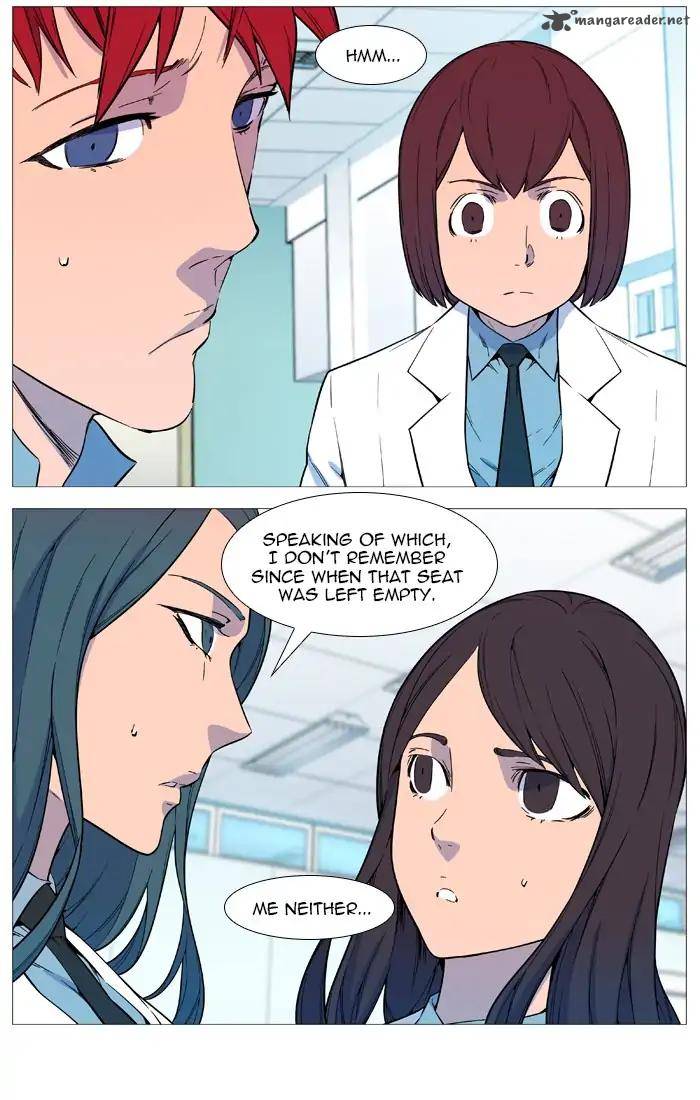 mangareader.net
HMM...
SPEAKING OF WHICH,
I DON'T REMEMBER
SINCE WHEN THAT SEAT
WAS LEFT EMPTY.
ME NEITHER...